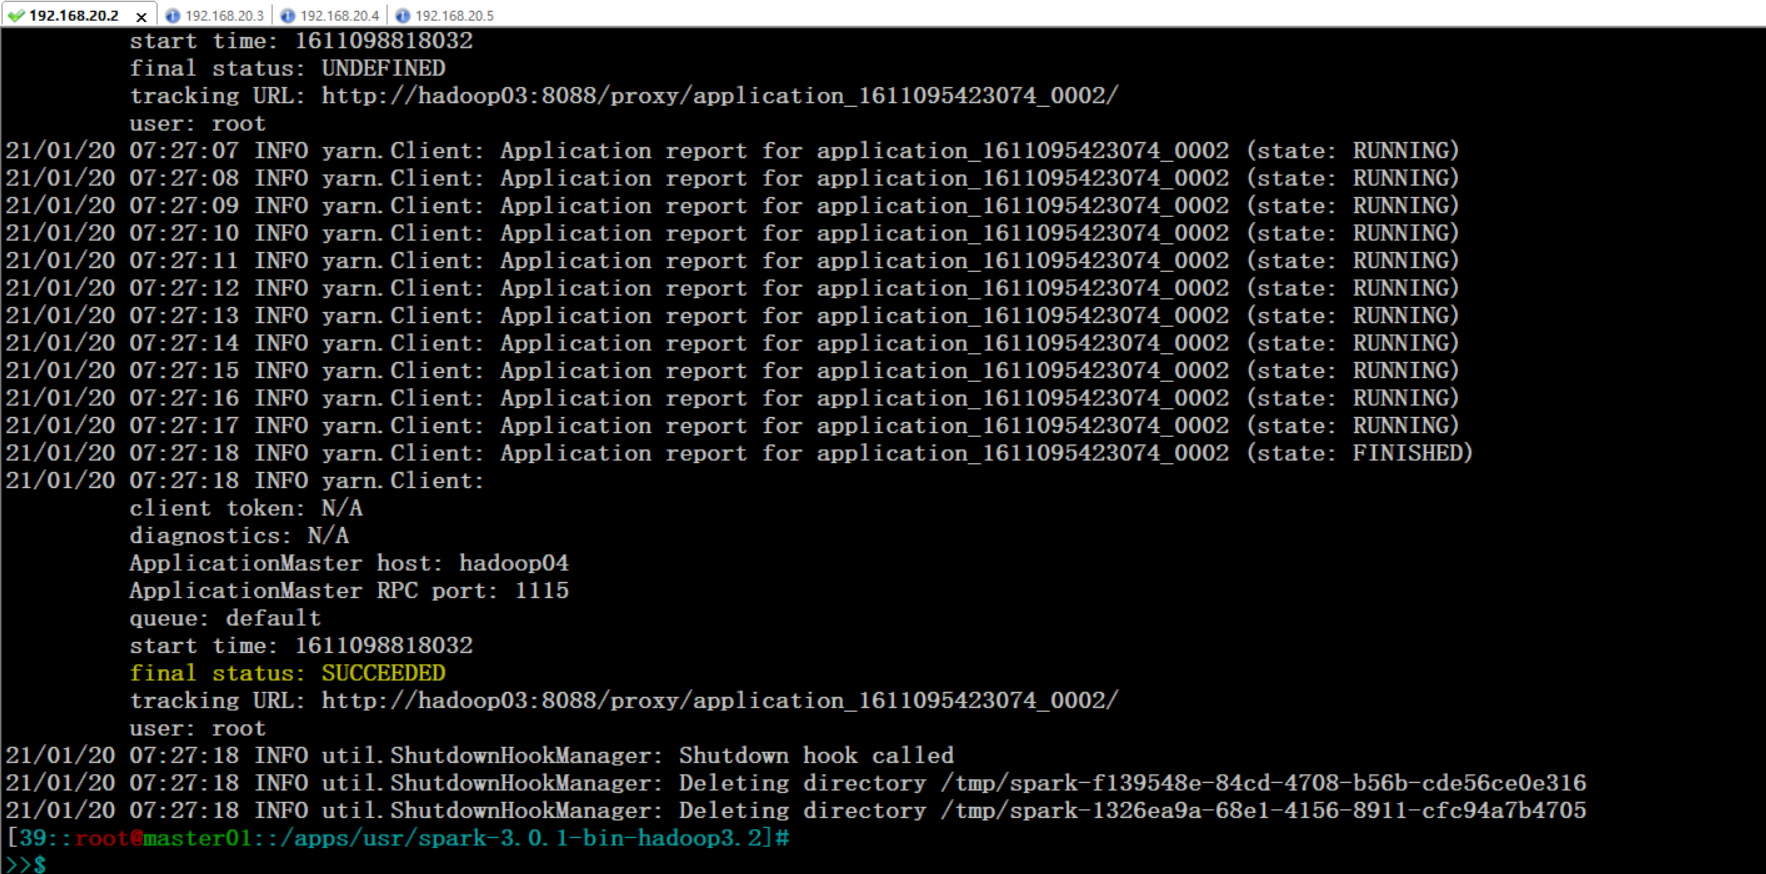 192.168.20.2 x 192.168.20.3 192.168.20.4 192.168.20.5
start time: 1611098818032
final status: UNDEFINED
tracking URL: http://hadoop03:8088/proxy/application_1611095423074_0002/
user: root
21/01/20 07:27:07 INFO yarn.Client: Application report for application_1611095423074_0002 (state: RUNNING)
21/01/20 07:27:08 INFO yarn.Client: Application report for application_1611095423074_0002 (state: RUNNING)
21/01/20 07:27:09 INFO yarn.Client: Application report for application_1611095423074_0002 (state: RUNNING)
21/01/20 07:27:10 INFO yarn.Client: Application report for application_1611095423074_0002 (state: RUNNING)
21/01/20 07:27:11 INFO yarn.Client: Application report for application_1611095423074_0002 (state: RUNNING)
21/01/20 07:27:12 INFO yarn.Client: Application report for application_1611095423074_0002 (state: RUNNING)
21/01/20 07:27:13 INFO yarn.Client: Application report for application_1611095423074_0002 (state: RUNNING)
21/01/20 07:27:14 INFO yarn.Client: Application report for application_1611095423074_0002 (state: RUNNING)
21/01/20 07:27:15 INFO yarn.Client: Application report for application_1611095423074_0002 (state: RUNNING)
21/01/20 07:27:16 INFO yarn.Client: Application report for application_1611095423074_0002 (state: RUNNING)
21/01/20 07:27:17 INFO yarn.Client: Application report for application_1611095423074_0002 (state: RUNNING)
21/01/20 07:27:18 INFO yarn.Client: Application report for application_1611095423074_0002 (state: FINISHED)
21/01/20 07:27:18 INFO yarn.Client:
client token: N/A
diagnostics: N/A
ApplicationMaster host: hadoop04
ApplicationMaster RPC port: 1115
queue: default
start time: 1611098818032
final status: SUCCEEDED
tracking URL: http://hadoop03:8088/proxy/application_1611095423074_0002/
user: root
21/01/20 07:27:18 INFO util.ShutdownHookManager: Shutdown hook called
21/01/20 07:27:18 INFO util.ShutdownHookManager: Deleting directory /tmp/spark-f139548e-84cd-4708-b56b-cde56ce0e316
21/01/20 07:27:18 INFO util.ShutdownHookManager: Deleting directory /tmp/spark-1326ea9a-68e1-4156-8911-cfc94a7b4705
[39::root@master01::/apps/usr/spark-3.0.1-bin-hadoop3.2]#
>>$